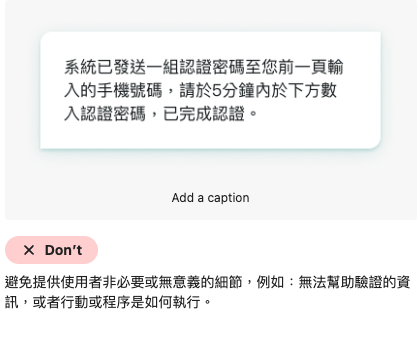 系統已發送一組認證密碼至您前一頁輸
入的手機號碼，請於5分鐘內於下方數
入認證密碼，已完成認證。
Add a caption
✕ Don’t
避免提供使用者非必要或無意義的細節，例如：無法幫助驗證的資
訊，或者行動或程序是如何執行。